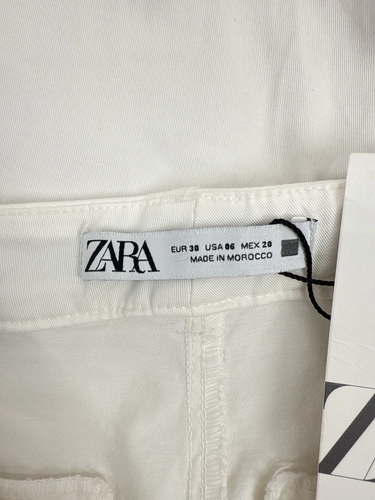 ZARA
EUR 38 USA 06 MEX 28
MADE IN MOROCCO